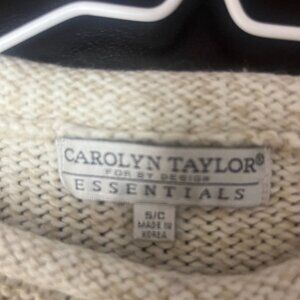 CAROLYN TAYLOR®
FOR BY DESIGN
ESSENTIALS
S/C
MADE IN
KOREA